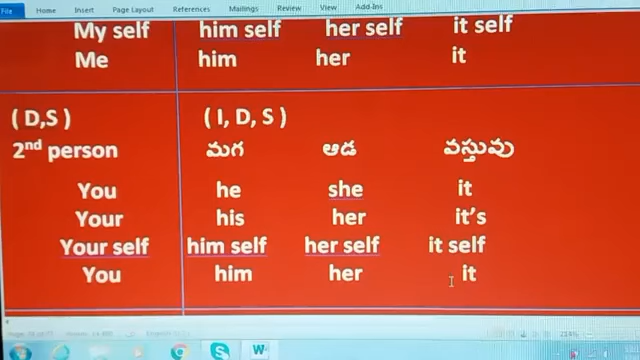 File Home Insert Page Layout References Mailings Review View Add-Ins
My self him self her self it self
Me him her it
( D,S ) ( I, D, S )
2nd person మగ ఆడ వస్తువు
You he she it
Your his her it's
Your self him self her self it self
You him her it